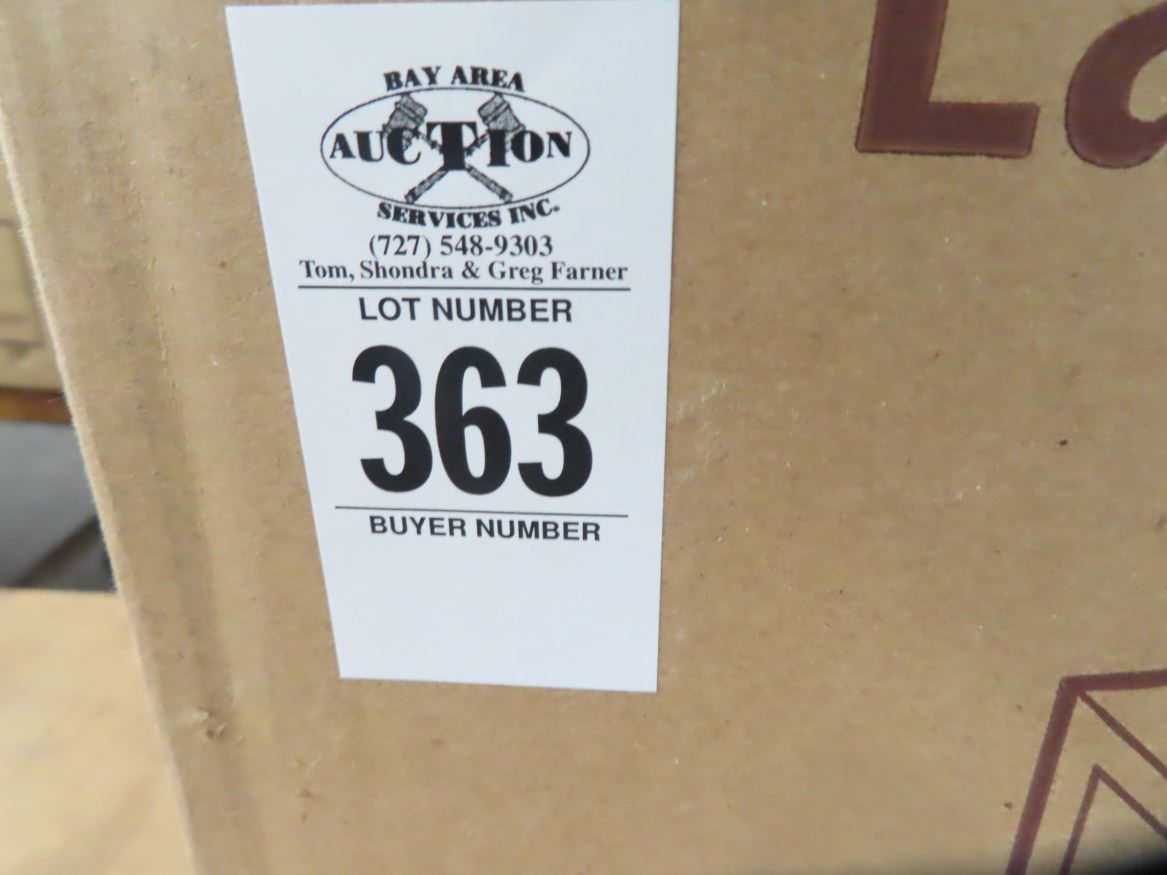 BAY AREA
AUCTION
SERVICES INC.
(727) 548-9303
Tom, Shondra & Greg Farner
LOT NUMBER
363
BUYER NUMBER